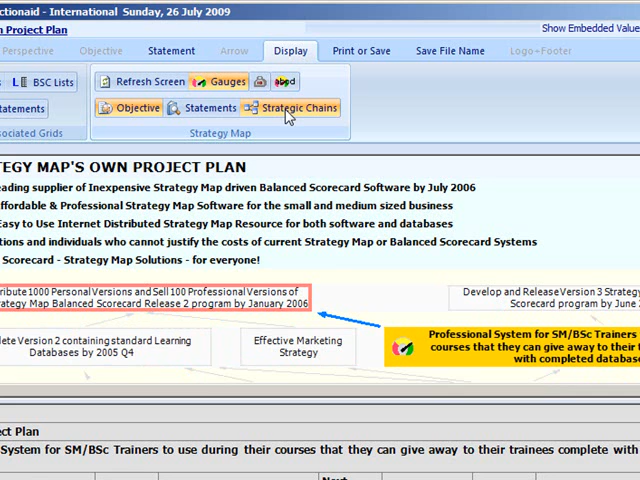 ctionaid - International Sunday, 26 July 2009
n Project Plan
Show Embedded Value
Perspective Objective Statement Arrow Display Print or Save Save File Name Logo+Footer
s BSC Lists Refresh Screen Gauges abcd
tatements Objective Statements Strategic Chains
ociated Grids Strategy Map
TEGY MAP'S OWN PROJECT PLAN
eading supplier of Inexpensive Strategy Map driven Balanced Scorecard Software by July 2006
ffordable & Professional Strategy Map Software for the small and medium sized business
Easy to Use Internet Distributed Strategy Map Resource for both software and databases
tions and individuals who cannot justify the costs of current Strategy Map or Balanced Scorecard Systems
Scorecard - Strategy Map Solutions - for everyone!
ribute 1000 Personal Versions and Sell 100 Professional Versions of
rategy Map Balanced Scorecard Release 2 program by January 2006
Develop and Release Version 3 Strategy
Scorecard program by June 2
lete Version 2 containing standard Learning
Databases by 2005 Q4
Effective Marketing
Strategy
Professional System for SM/BSc Trainers
courses that they can give away to their t
with completed database
ct Plan
System for SM/BSc Trainers to use during their courses that they can give away to their trainees complete with
Next